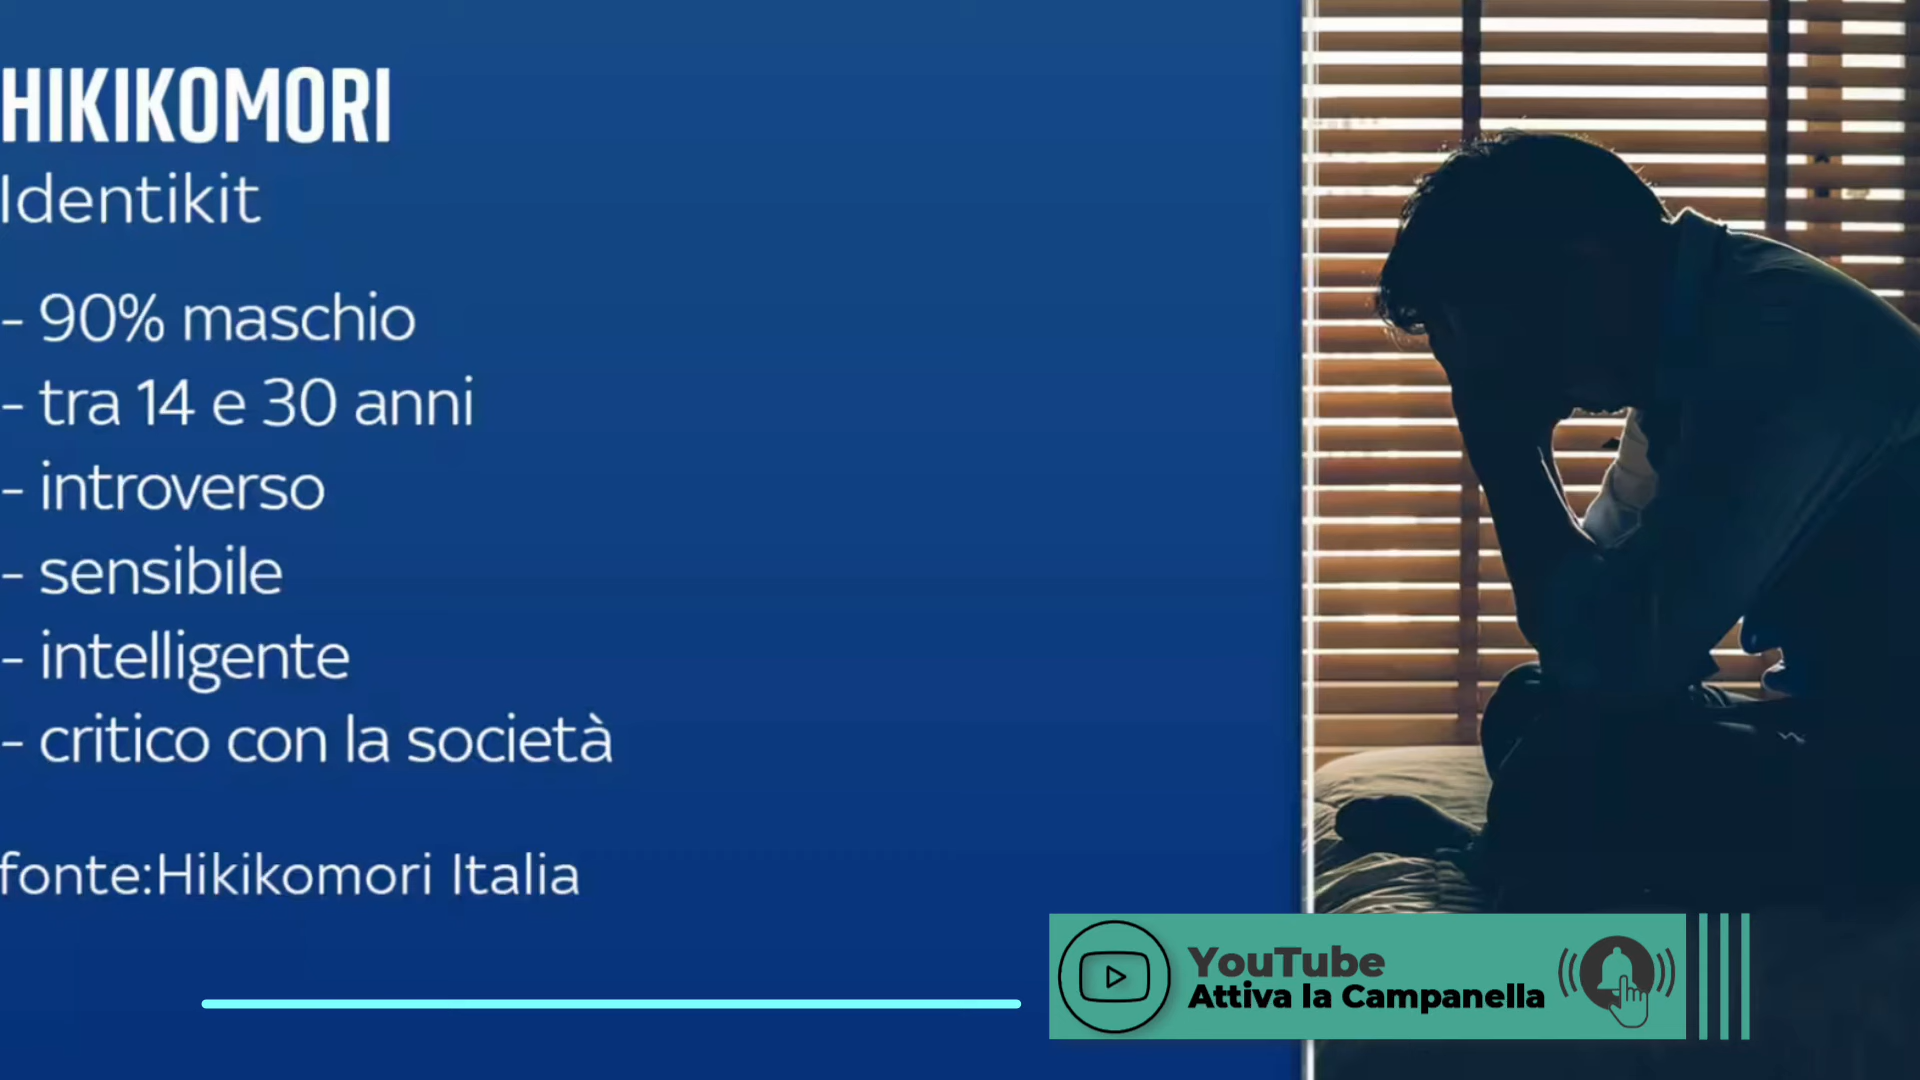 HIKIKOMORI
Identikit
- 90% maschio
- tra 14 e 30 anni
- introverso
- sensibile
- intelligente
- critico con la società
fonte:Hikikomori Italia
YouTube
Attiva la Campanella